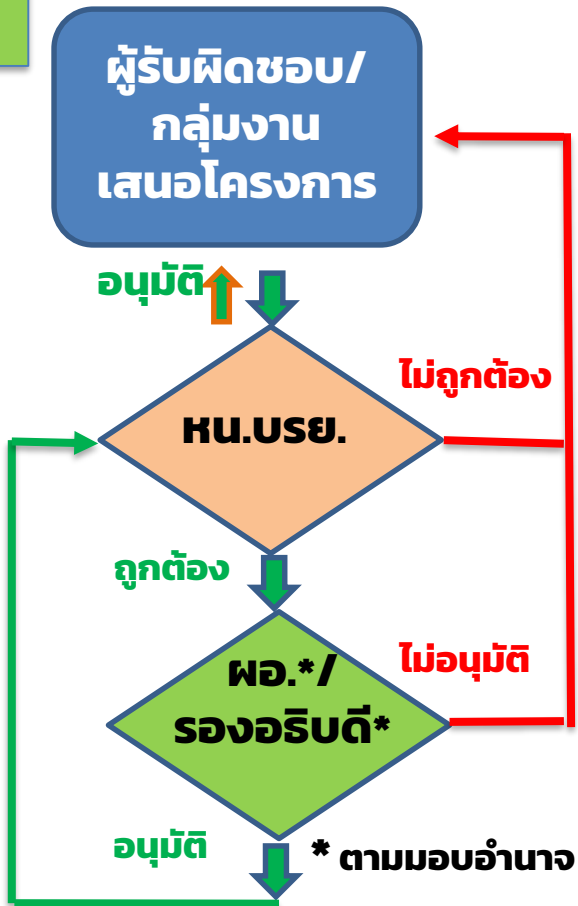 ผู้รับผิดชอบ/
กลุ่มงาน
เสนอโครงการ
อนุมัติ
ไม่ถูกต้อง
หน.บรย.
ถูกต้อง
ผอ.*/
รองอธิบดี*
ไม่อนุมัติ
อนุมัติ
* ตามมอบอำนาจ